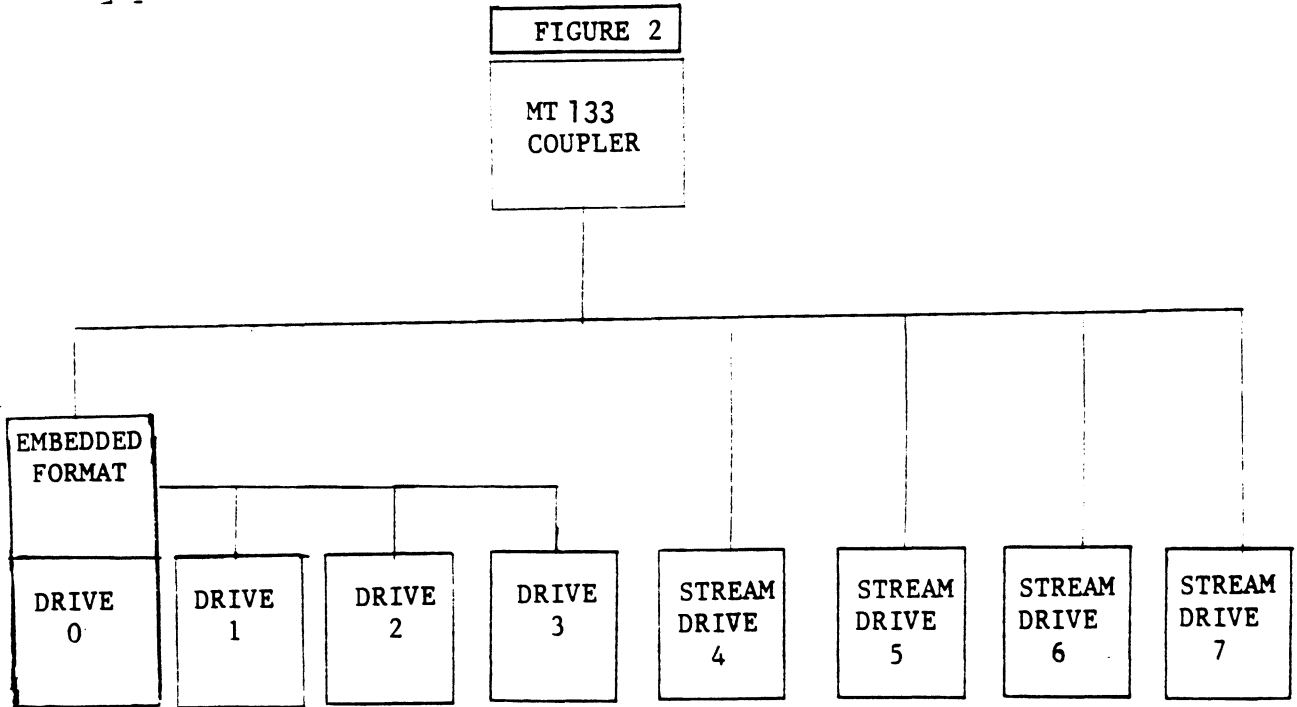 FIGURE 2
MT 133
COUPLER
EMBEDDED
FORMAT
DRIVE
0
DRIVE
1
DRIVE
2
DRIVE
3
STREAM
DRIVE
4
STREAM
DRIVE
5
STREAM
DRIVE
6
STREAM
DRIVE
7